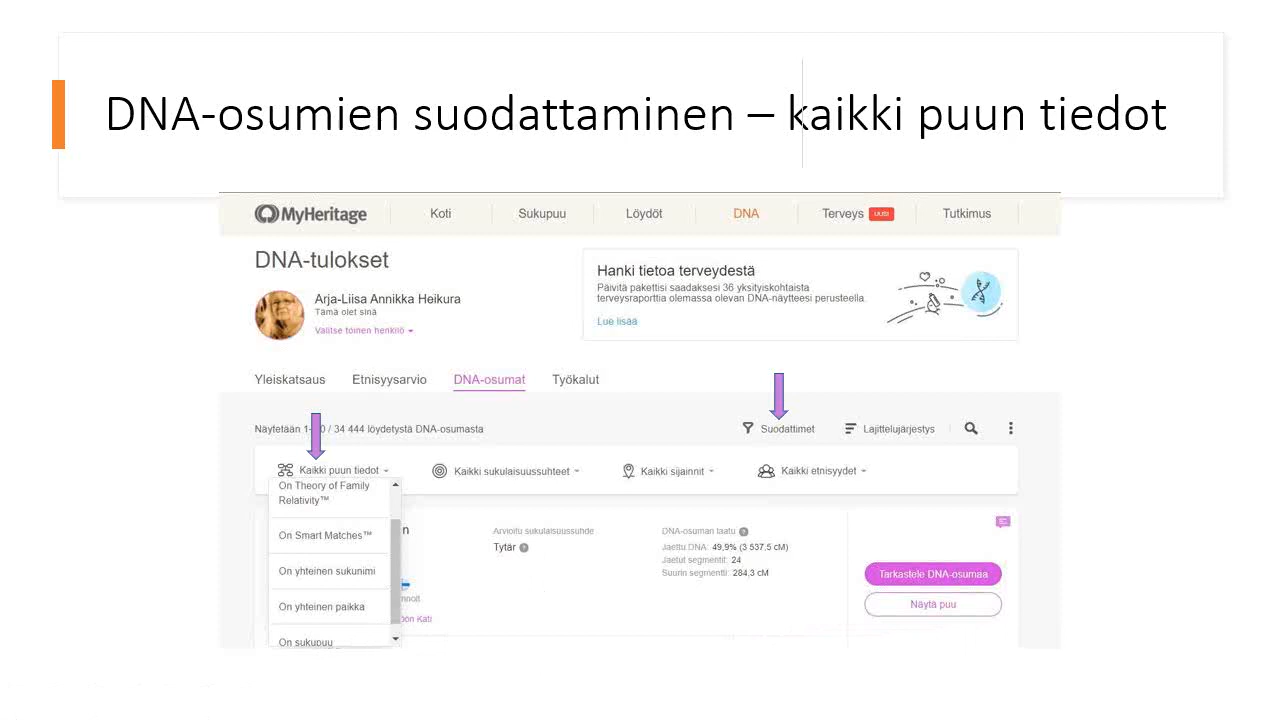 DNA-osumien suodattaminen – kaikki puun tiedot
MyHeritage
Koti
Sukupuu
Löydöt
DNA
Terveys
UUSI
Tutkimus
DNA-tulokset
Arja-Liisa Annikka Heikura
Tämä olet sinä
Valitse toinen henkilö
Hanki tietoa terveydestä
Päivitä pakettisi saadaksesi 36 yksityiskohtaista
terveysraporttia olemassa olevan DNA-näytteesi perusteella.
Lue lisää
Yleiskatsaus
Etnisyysarvio
DNA-osumat
Työkalut
Näytetään 1- 0 / 34 444 löydetystä DNA-osumasta
Suodattimet
Lajittelujärjestys
Kaikki puun tiedot
Kaikki sukulaisuussuhteet
Kaikki sijainnit
Kaikki etnisyydet
On Theory of Family
Relativity™
On Smart Matches™
On yhteinen sukunimi
On yhteinen paikka
On sukupuu
n
Arvioitu sukulaisuussuhde
Tytär
DNA-osuman laatu
Jaettu DNA: 49,9% (3 537,5 cM)
Jaetut segmentit: 24
Suurin segmentti: 284,3 cM
Tarkastele DNA-osumaa
Näytä puu